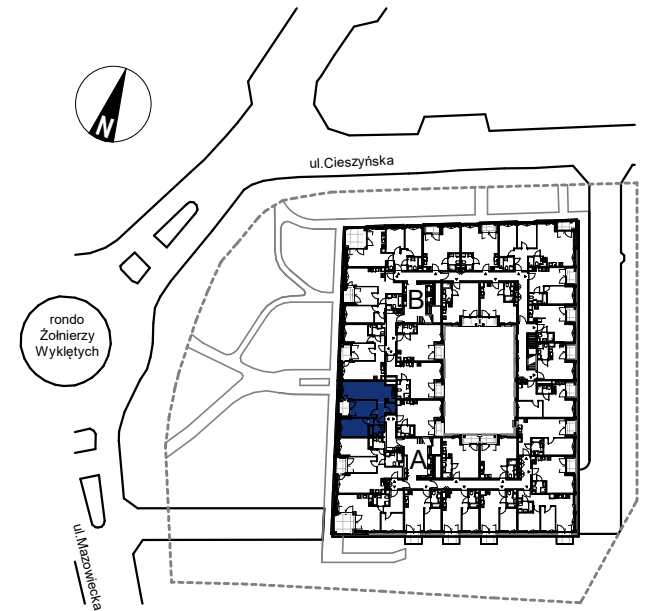 N
ul.Cieszyńska
B
rondo
Żołnierzy
Wyklętych
A
ul.Mazowiecka